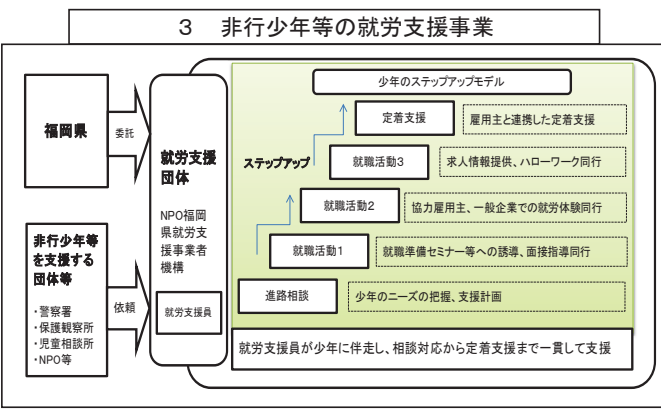 3 非行少年等の就労支援事業
福岡県
委託
非行少年等
を支援する
団体等
・警察署
・保護観察所
・児童相談所
・NPO等
依頼
就労支援
団体
NPO福岡
県就労支
援事業者
機構
就労支援員
少年のステップアップモデル
ステップアップ
定着支援
雇用主と連携した定着支援
就職活動3
求人情報提供、ハローワーク同行
就職活動2
協力雇用主、一般企業での就労体験同行
就職活動1
就職準備セミナー等への誘導、面接指導同行
進路相談
少年のニーズの把握、支援計画
就労支援員が少年に伴走し、相談対応から定着支援まで一貫して支援